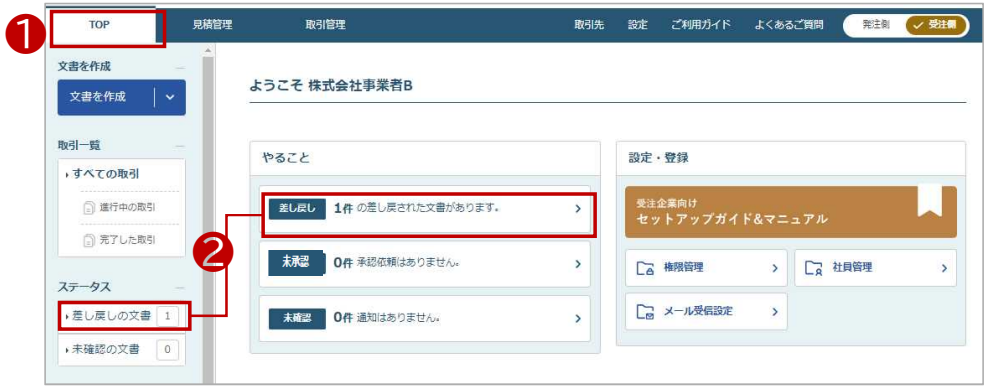 1
TOP 見積管理 取引管理 取引先 設定 ご利用ガイド よくあるご質問 発注側 受注側
文書を作成
文書を作成
取引一覧
すべての取引
進行中の取引
完了した取引
ステータス
差し戻しの文書 1
未確認の文書 0
ようこそ 株式会社事業者B
やること
差し戻し 1件 の差し戻された文書があります。
未承認 0件 承認依頼はありません。
未確認 0件 通知はありません。
2
設定・登録
受注企業向け
セットアップガイド&マニュアル
権限管理 社員管理
メール受信設定